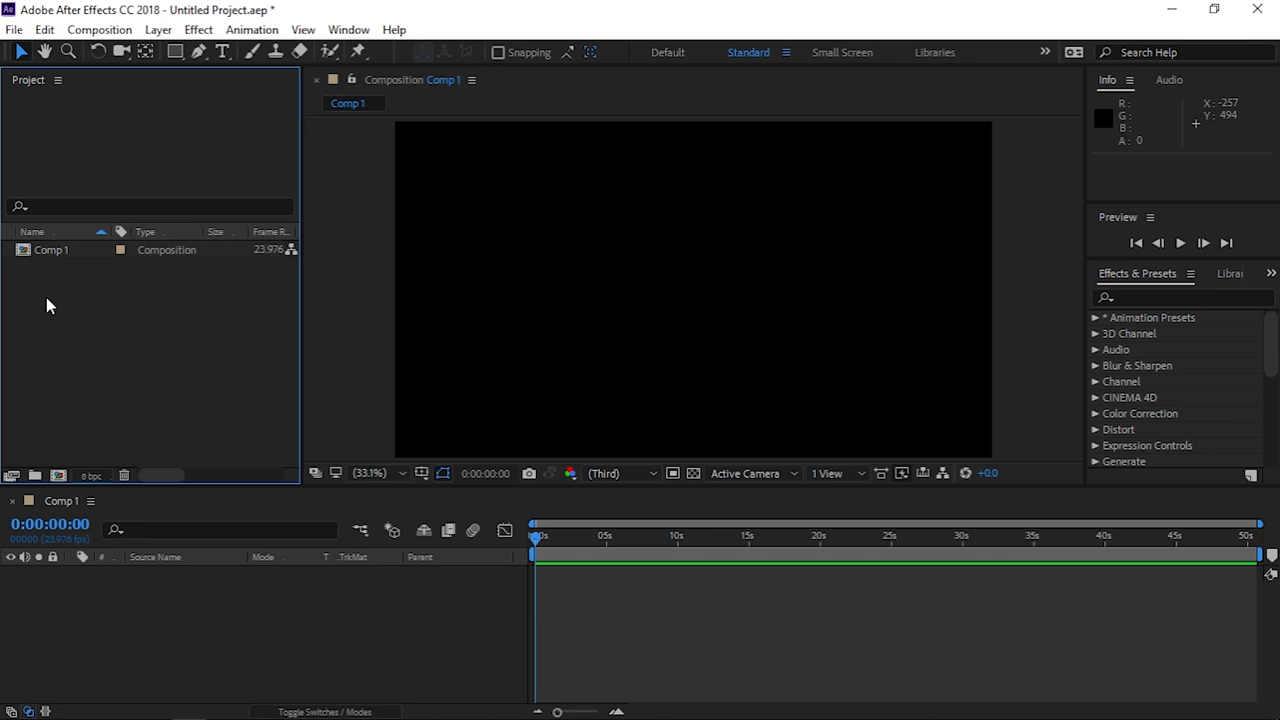 Adobe After Effects CC 2018 - Untitled Project.aep *
File Edit Composition Layer Effect Animation View Window Help
Snapping Default Standard Small Screen Libraries Search Help
Project
Composition Comp 1
Comp 1
Info Audio
R: X: -257
G: Y: 494
B:
A: 0
Preview
Name Type Size Frame R...
Comp 1 Composition 23.976
Effects & Presets Librar
* Animation Presets
3D Channel
Audio
Blur & Sharpen
Channel
CINEMA 4D
Color Correction
Distort
Expression Controls
Generate
8 bpc
(33.1%) 0:00:00:00 (Third) Active Camera 1 View +0.0
Comp 1
0:00:00:00
00000 (23.976 fps)
05s 10s 15s 20s 25s 30s 35s 40s 45s 50s
# Source Name Mode T .TrkMat Parent
Toggle Switches / Modes